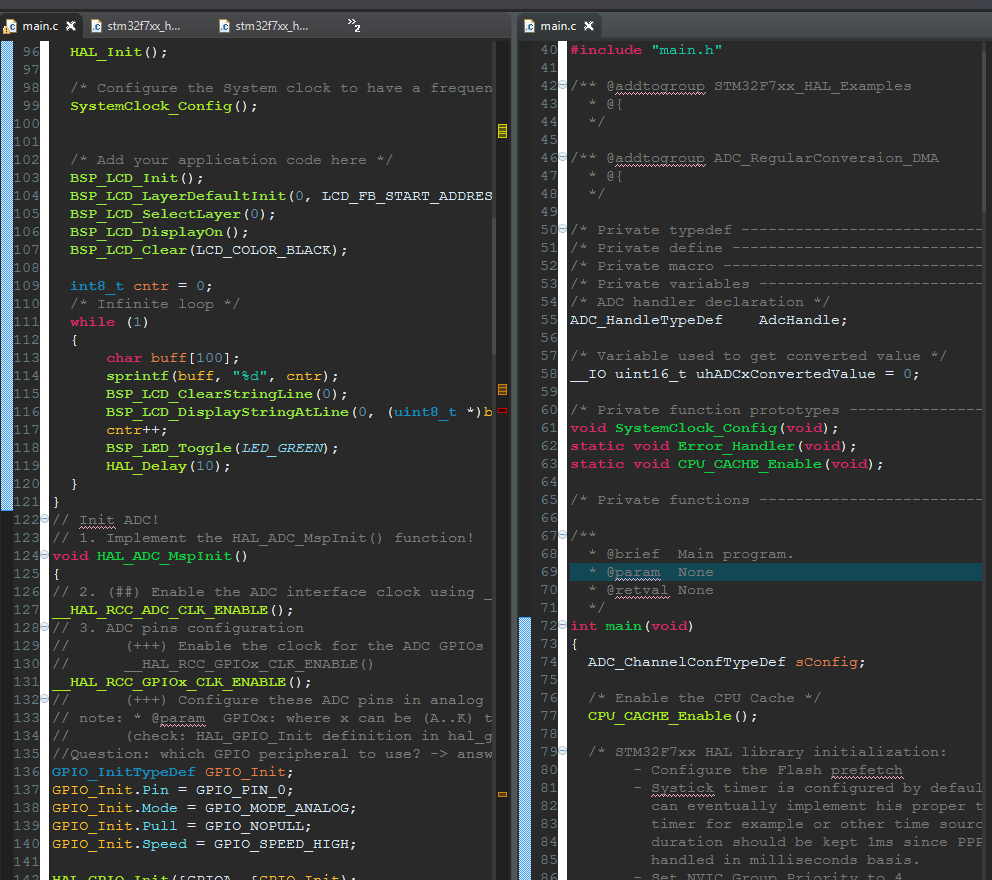 main.c
stm32f7xx_h...
stm32f7xx_h...
»2
96 HAL_Init();
97
98 /* Configure the System clock to have a frequen
99 SystemClock_Config();
100
101
102 /* Add your application code here */
103 BSP_LCD_Init();
104 BSP_LCD_LayerDefaultInit(0, LCD_FB_START_ADDRES
105 BSP_LCD_SelectLayer(0);
106 BSP_LCD_DisplayOn();
107 BSP_LCD_Clear(LCD_COLOR_BLACK);
108
109 int8_t cntr = 0;
110 /* Infinite loop */
111 while (1)
112 {
113 char buff[100];
114 sprintf(buff, "%d", cntr);
115 BSP_LCD_ClearStringLine(0);
116 BSP_LCD_DisplayStringAtLine(0, (uint8_t *)b
117 cntr++;
118 BSP_LED_Toggle(LED_GREEN);
119 HAL_Delay(10);
120 }
121 }
122 // Init ADC!
123 // 1. Implement the HAL_ADC_MspInit() function!
124 void HAL_ADC_MspInit()
125 {
126 // 2. (##) Enable the ADC interface clock using _
127 __HAL_RCC_ADC_CLK_ENABLE();
128 // 3. ADC pins configuration
129 // (+++) Enable the clock for the ADC GPIOs
130 // __HAL_RCC_GPIOx_CLK_ENABLE()
131 __HAL_RCC_GPIOx_CLK_ENABLE();
132 // (+++) Configure these ADC pins in analog
133 // note: * @param GPIOx: where x can be (A..K) t
134 // (check: HAL_GPIO_Init definition in hal_g
135 //Question: which GPIO peripheral to use? -> answ
136 GPIO_InitTypeDef GPIO_Init;
137 GPIO_Init.Pin = GPIO_PIN_0;
138 GPIO_Init.Mode = GPIO_MODE_ANALOG;
139 GPIO_Init.Pull = GPIO_NOPULL;
140 GPIO_Init.Speed = GPIO_SPEED_HIGH;
141
142 HAL_GPIO_Init(&GPIOA, &GPIO_Init);
main.c
40 #include "main.h"
41
42 /** @addtogroup STM32F7xx_HAL_Examples
43 * @{
44 */
45
46 /** @addtogroup ADC_RegularConversion_DMA
47 * @{
48 */
49
50 /* Private typedef ---------------------------
51 /* Private define ----------------------------
52 /* Private macro -----------------------------
53 /* Private variables -------------------------
54 /* ADC handler declaration */
55 ADC_HandleTypeDef AdcHandle;
56
57 /* Variable used to get converted value */
58 __IO uint16_t uhADCxConvertedValue = 0;
59
60 /* Private function prototypes ---------------
61 void SystemClock_Config(void);
62 static void Error_Handler(void);
63 static void CPU_CACHE_Enable(void);
64
65 /* Private functions -------------------------
66
67 /**
68 * @brief Main program.
69 * @param None
70 * @retval None
71 */
72 int main(void)
73 {
74 ADC_ChannelConfTypeDef sConfig;
75
76 /* Enable the CPU Cache */
77 CPU_CACHE_Enable();
78
79 /* STM32F7xx HAL library initialization:
80 - Configure the Flash prefetch
81 - Systick timer is configured by defaul
82 can eventually implement his proper t
83 timer for example or other time sourc
84 duration should be kept 1ms since PPP
85 handled in milliseconds basis.
86 - Set NVIC Group Priority to 4